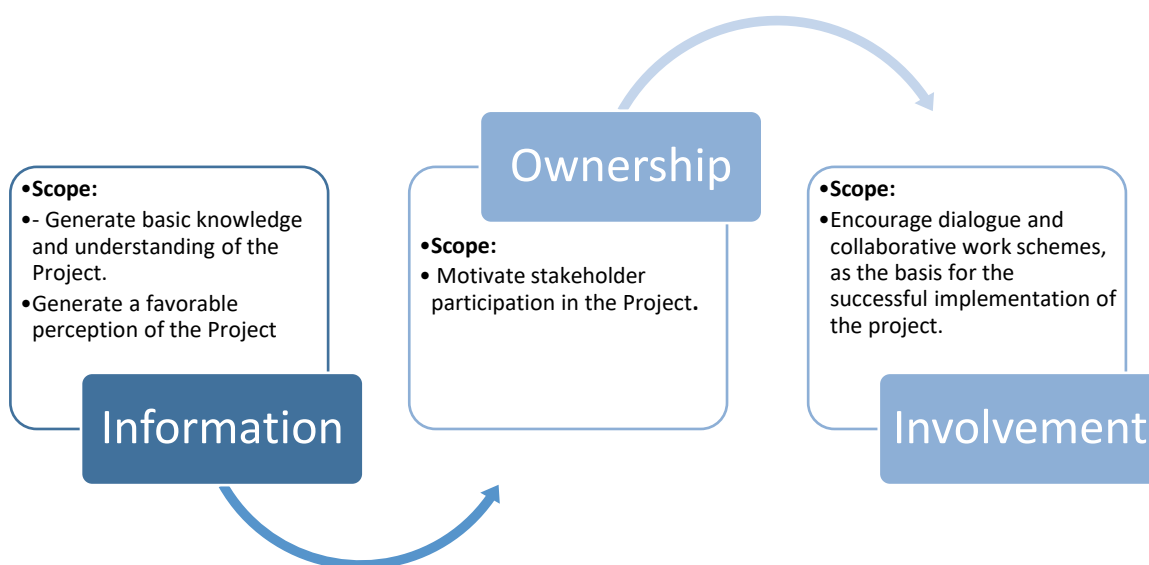 •Scope:
•- Generate basic knowledge
and understanding of the
Project.
•Generate a favorable
perception of the Project
Information
Ownership
•Scope:
• Motivate stakeholder
participation in the Project.
•Scope:
•Encourage dialogue and
collaborative work schemes,
as the basis for the
successful implementation of
the project.
Involvement